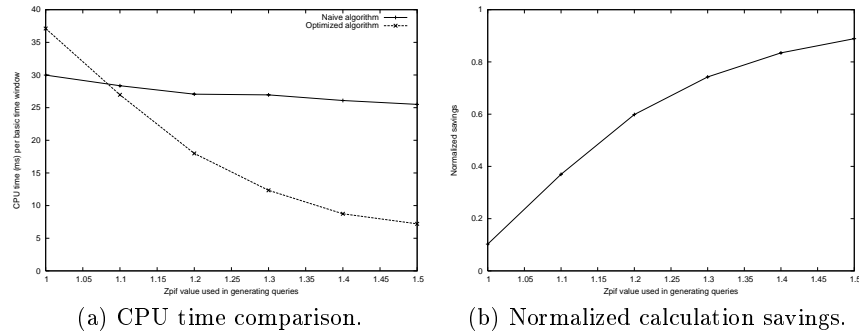 40
35
30
25
20
15
10
5
0
CPU time (ms) per basic time window
Naive algorithm
Optimized algorithm
1 1.05 1.1 1.15 1.2 1.25 1.3 1.35 1.4 1.45 1.5
Zpif value used in generating queries
(a) CPU time comparison.
1
0.8
0.6
0.4
0.2
0
Normalized savings
1 1.05 1.1 1.15 1.2 1.25 1.3 1.35 1.4 1.45 1.5
Zpif value used in generating queries
(b) Normalized calculation savings.